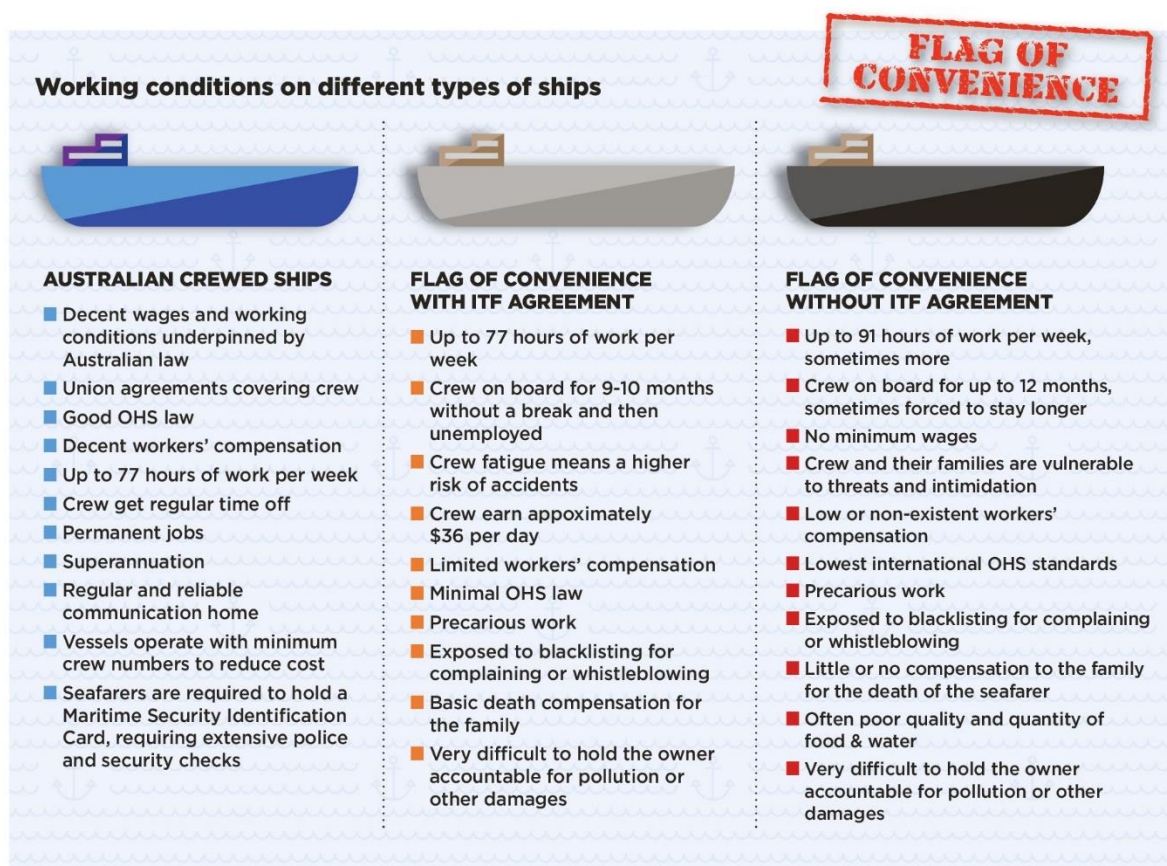 FLAG OF
CONVENIENCE
Working conditions on different types of ships
AUSTRALIAN CREWED SHIPS
Decent wages and working
conditions underpinned by
Australian law
Union agreements covering crew
Good OHS law
Decent workers' compensation
Up to 77 hours of work per week
Crew get regular time off
Permanent jobs
Superannuation
Regular and reliable
communication home
Vessels operate with minimum
crew numbers to reduce cost
Seafarers are required to hold a
Maritime Security Identification
Card, requiring extensive police
and security checks
FLAG OF CONVENIENCE
WITH ITF AGREEMENT
Up to 77 hours of work per
week
Crew on board for 9-10 months
without a break and then
unemployed
Crew fatigue means a higher
risk of accidents
Crew earn appoximately
$36 per day
Limited workers' compensation
Minimal OHS law
Precarious work
Exposed to blacklisting for
complaining or whistleblowing
Basic death compensation for
the family
Very difficult to hold the owner
accountable for pollution or
other damages
FLAG OF CONVENIENCE
WITHOUT ITF AGREEMENT
Up to 91 hours of work per week,
sometimes more
Crew on board for up to 12 months,
sometimes forced to stay longer
No minimum wages
Crew and their families are vulnerable
to threats and intimidation
Low or non-existent workers'
compensation
Lowest international OHS standards
Precarious work
Exposed to blacklisting for complaining
or whistleblowing
Little or no compensation to the family
for the death of the seafarer
Often poor quality and quantity of
food & water
Very difficult to hold the owner
accountable for pollution or other
damages